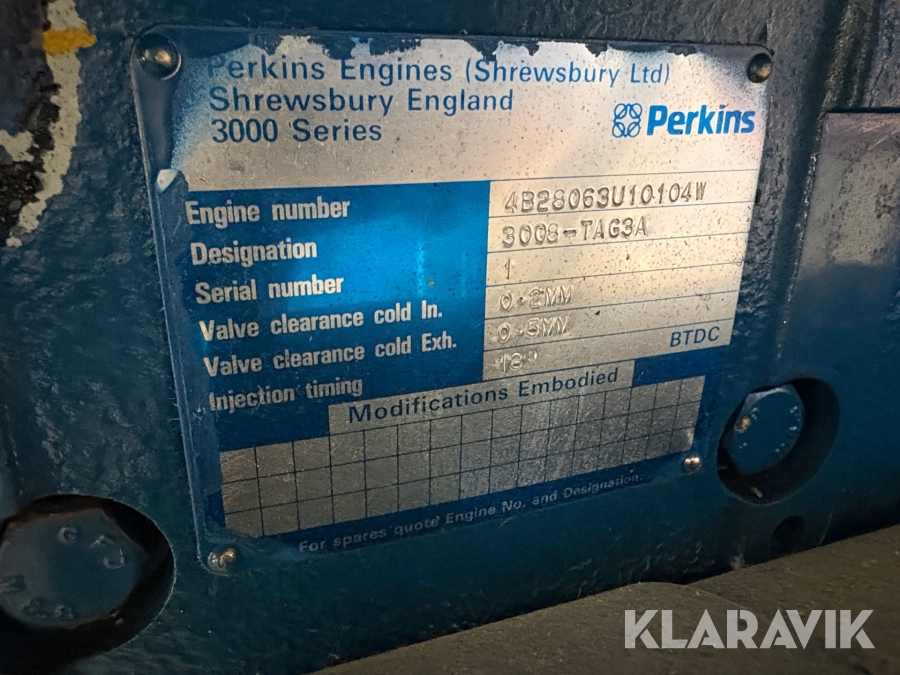 Perkins Engines (Shrewsbury Ltd)
Shrewsbury England
3000 Series
Perkins
Engine number 4B28063U10104W
Designation 3008-TAG3A
Serial number 1
Valve clearance cold In. 0·2MM
Valve clearance cold Exh. 0·5MM
Injection timing 18° BTDC
Modifications Embodied
For spares quote Engine No. and Designation.
KLARAVIK